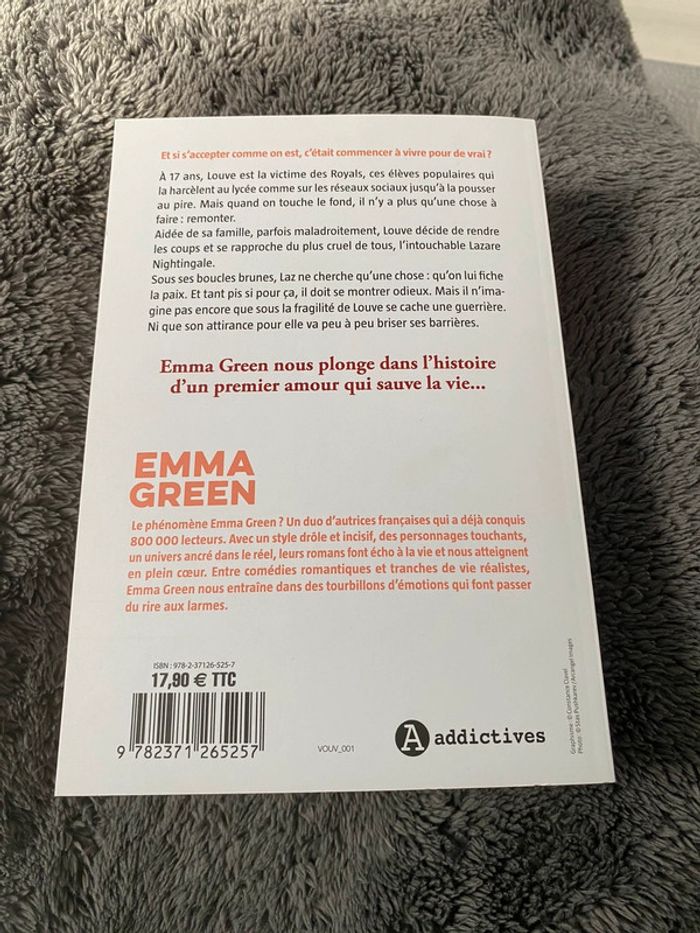 Et si s'accepter comme on est, c'était commencer à vivre pour de vrai ?
À 17 ans, Louve est la victime des Royals, ces élèves populaires qui
la harcèlent au lycée comme sur les réseaux sociaux jusqu'à la pousser
au pire. Mais quand on touche le fond, il n'y a plus qu'une chose à
faire : remonter.
Aidée de sa famille, parfois maladroitement, Louve décide de rendre
les coups et se rapproche du plus cruel de tous, l'intouchable Lazare
Nightingale.
Sous ses boucles brunes, Laz ne cherche qu'une chose : qu'on lui fiche
la paix. Et tant pis si pour ça, il doit se montrer odieux. Mais il n'ima-
gine pas encore que sous la fragilité de Louve se cache une guerrière.
Ni que son attirance pour elle va peu à peu briser ses barrières.
Emma Green nous plonge dans l'histoire
d'un premier amour qui sauve la vie...
EMMA
GREEN
Le phénomène Emma Green ? Un duo d'autrices françaises qui a déjà conquis
800 000 lecteurs. Avec un style drôle et incisif, des personnages touchants,
un univers ancré dans le réel, leurs romans font écho à la vie et nous atteignent
en plein cœur. Entre comédies romantiques et tranches de vie réalistes,
Emma Green nous entraîne dans des tourbillons d'émotions qui font passer
du rire aux larmes.
ISBN : 978-2-37126-525-7
17,90 € TTC
9 782371 265257
VOUV_001
A addictives
Graphisme : © Constance Clavel
Photo : © Stas Pushkarev / Arcangel Images